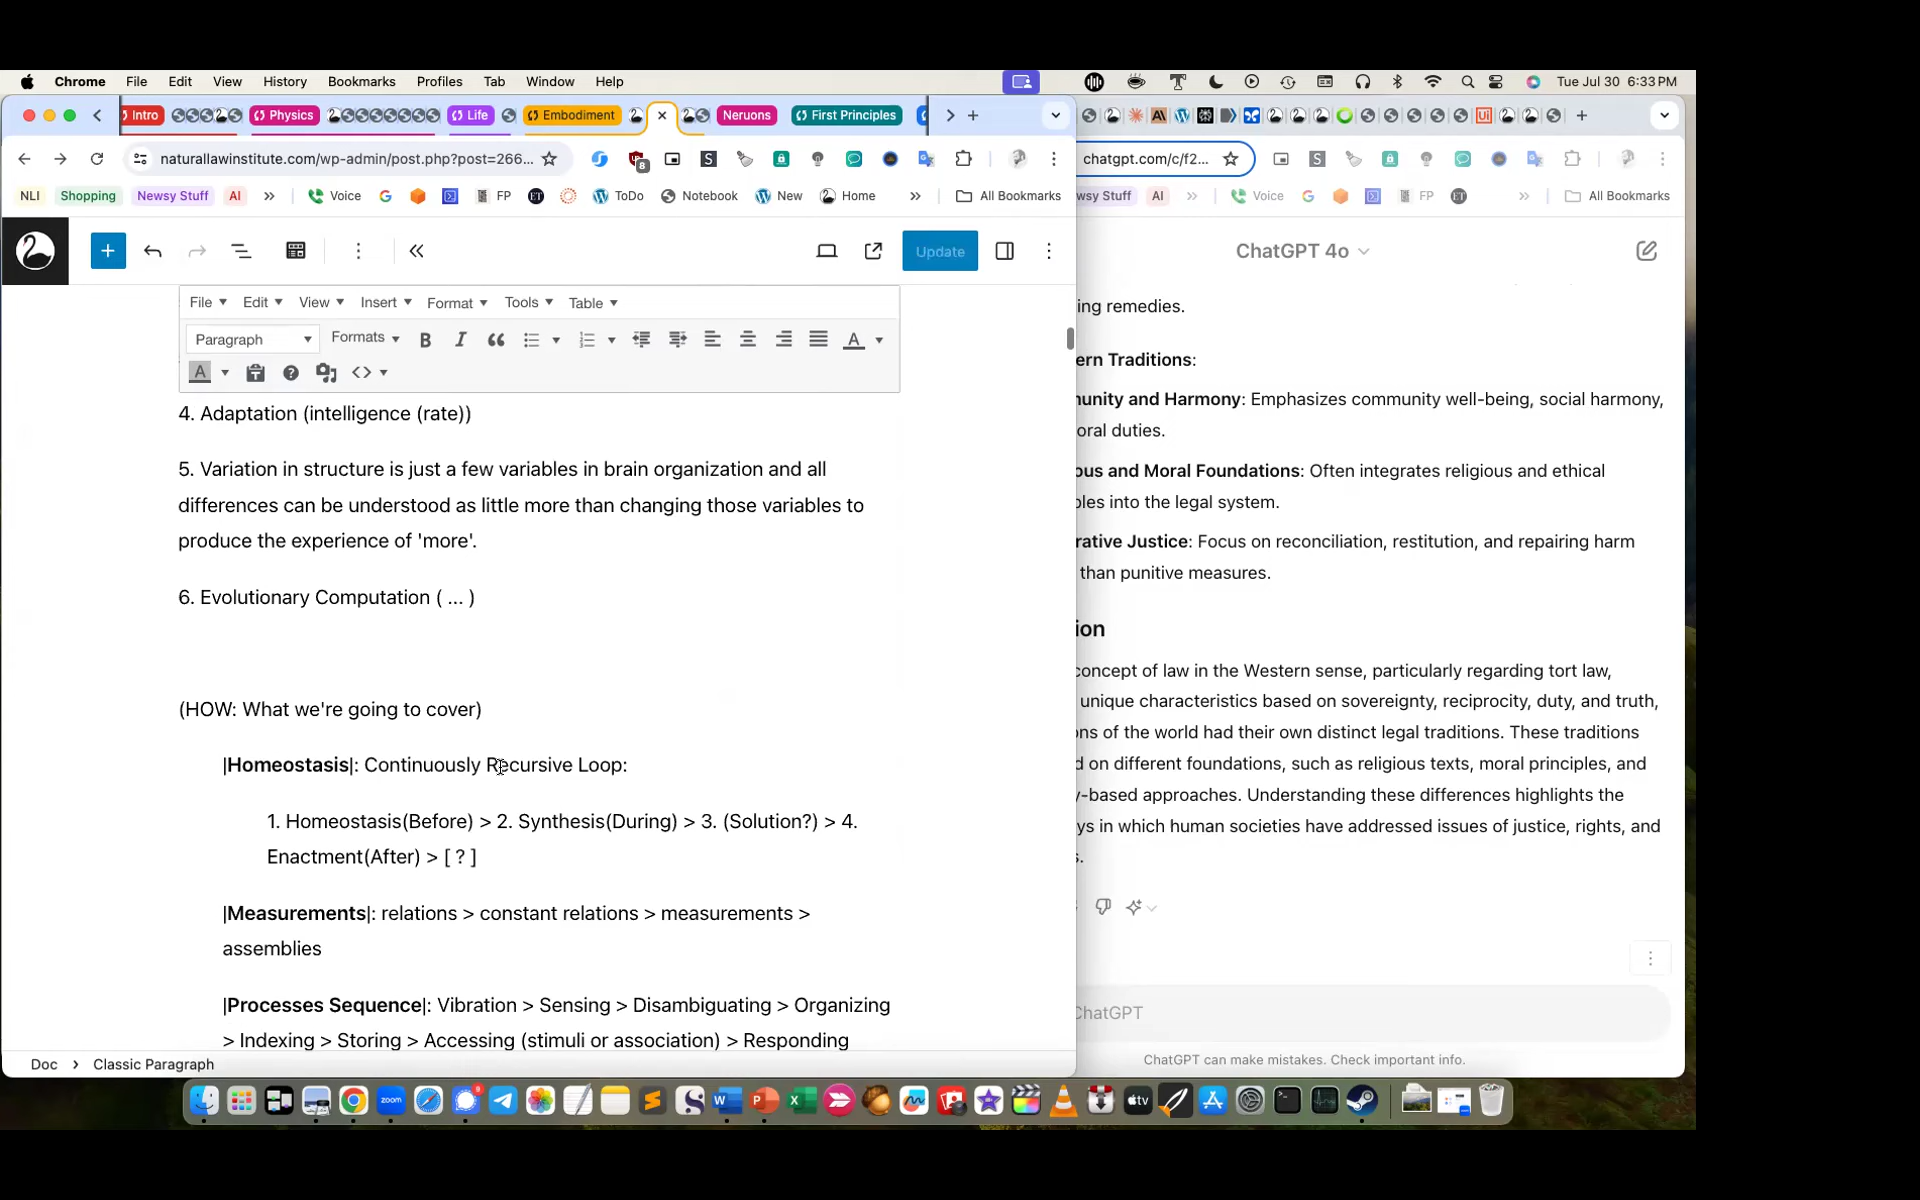 Chrome File Edit View History Bookmarks Profiles Tab Window Help
Tue Jul 30 6:33 PM
Intro Physics Life Embodiment Neruons First Principles
naturallawinstitute.com/wp-admin/post.php?post=266...
8
NLI Shopping Newsy Stuff AI » Voice FP ET ToDo Notebook New Home » All Bookmarks
Update
File Edit View Insert Format Tools Table
Paragraph Formats B I
4. Adaptation (intelligence (rate))
5. Variation in structure is just a few variables in brain organization and all
differences can be understood as little more than changing those variables to
produce the experience of 'more'.
6. Evolutionary Computation ( ... )
(HOW: What we're going to cover)
|Homeostasis|: Continuously Recursive Loop:
1. Homeostasis(Before) > 2. Synthesis(During) > 3. (Solution?) > 4.
Enactment(After) > [ ? ]
|Measurements|: relations > constant relations > measurements >
assemblies
|Processes Sequence|: Vibration > Sensing > Disambiguating > Organizing
> Indexing > Storing > Accessing (stimuli or association) > Responding
Doc > Classic Paragraph
chatgpt.com/c/f2...
wsy Stuff AI » Voice FP ET » All Bookmarks
ChatGPT 4o
ing remedies.
ern Traditions:
unity and Harmony: Emphasizes community well-being, social harmony,
oral duties.
ous and Moral Foundations: Often integrates religious and ethical
ples into the legal system.
rative Justice: Focus on reconciliation, restitution, and repairing harm
than punitive measures.
ion
concept of law in the Western sense, particularly regarding tort law,
unique characteristics based on sovereignty, reciprocity, duty, and truth,
ons of the world had their own distinct legal traditions. These traditions
d on different foundations, such as religious texts, moral principles, and
y-based approaches. Understanding these differences highlights the
ys in which human societies have addressed issues of justice, rights, and
s.
ChatGPT
ChatGPT can make mistakes. Check important info.
zoom
tv